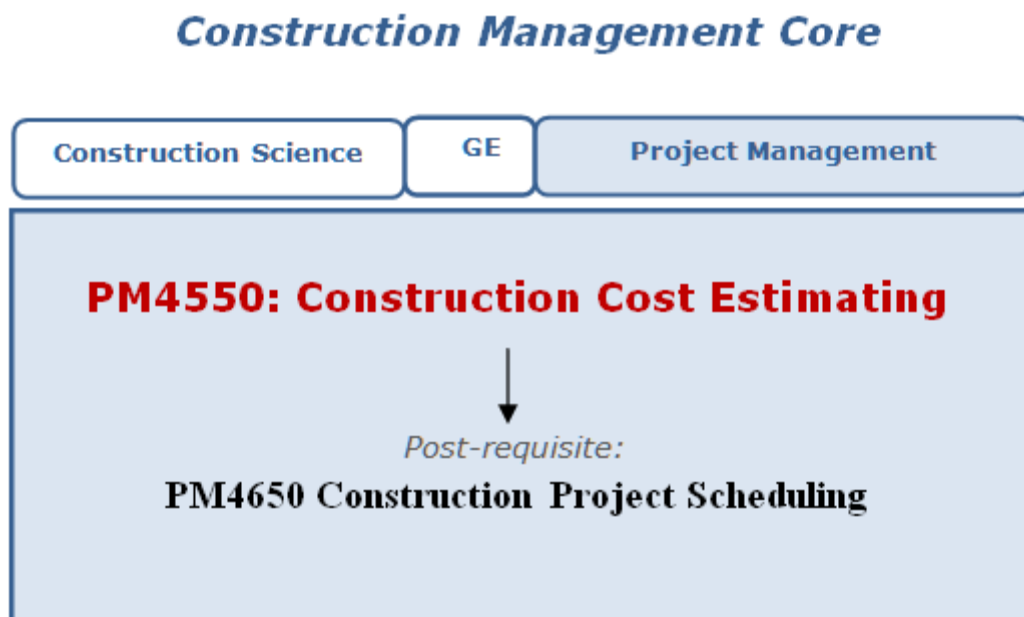 Construction Management Core
Construction Science
GE
Project Management
PM4550: Construction Cost Estimating
Post-requisite:
PM4650 Construction Project Scheduling